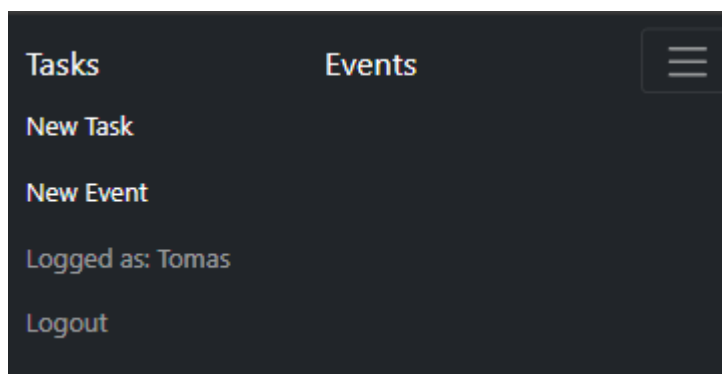 Tasks Events
New Task
New Event
Logged as: Tomas
Logout